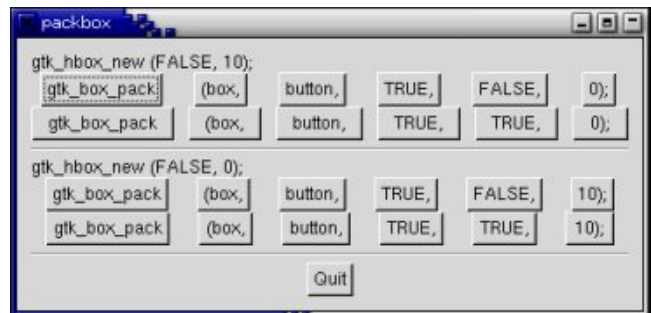 packbox
gtk_hbox_new (FALSE, 10);
gtk_box_pack (box, button, TRUE, FALSE, 0);
gtk_box_pack (box, button, TRUE, TRUE, 0);
gtk_hbox_new (FALSE, 0);
gtk_box_pack (box, button, TRUE, FALSE, 10);
gtk_box_pack (box, button, TRUE, TRUE, 10);
Quit